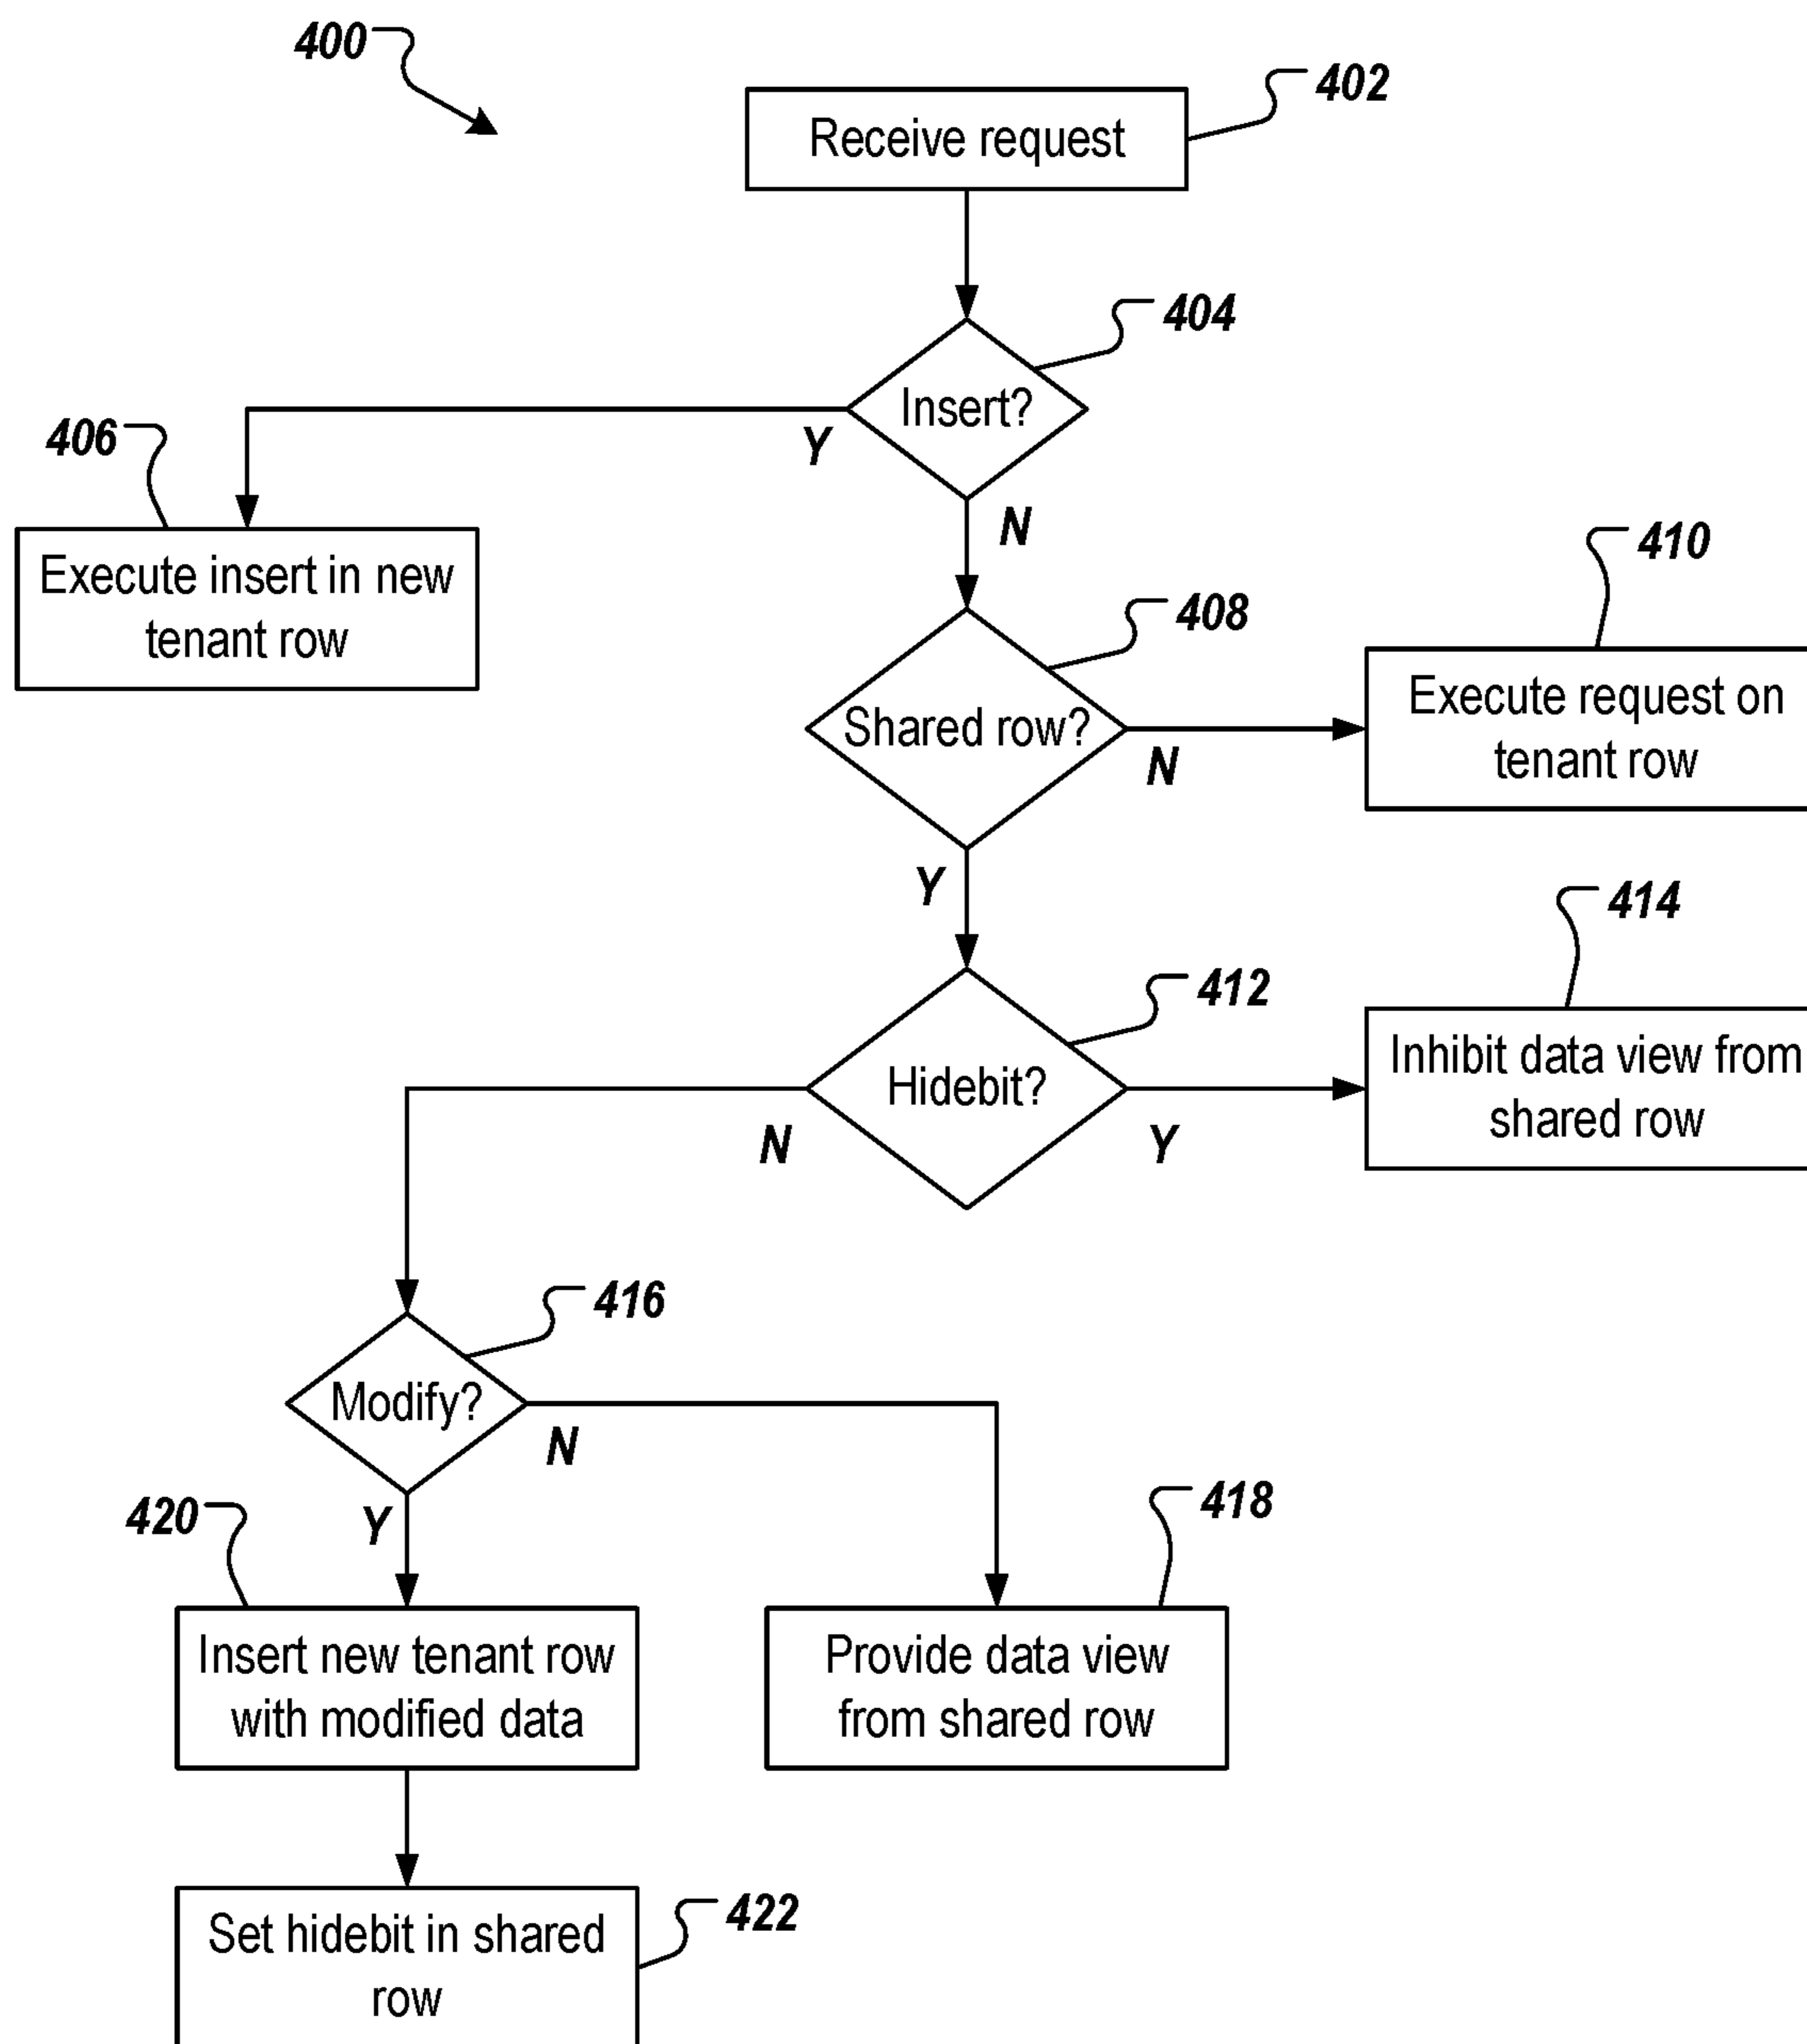 400
402
Receive request
404
Insert?
Y
406
N
Execute insert in new
tenant row
408
410
Shared row?
N
Execute request on
tenant row
Y
414
412
Hidebit?
Inhibit data view from
shared row
N
Y
416
Modify?
N
420
Y
418
Insert new tenant row
with modified data
Provide data view
from shared row
422
Set hidebit in shared
row